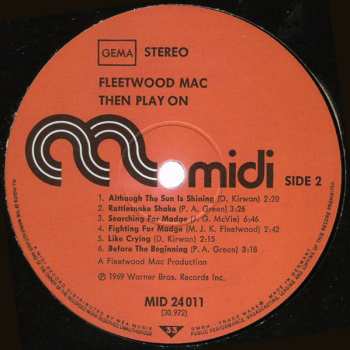 GEMA STEREO
FLEETWOOD MAC
THEN PLAY ON
midi SIDE 2
1. Although The Sun Is Shining (D. Kirwan) 2:20
2. Rattlesnake Shake (P. A. Green) 3:26
3. Searching For Madge (J. G. McVie) 6:46
4. Fighting For Madge (M. J. K. Fleetwood) 2:42
5. Like Crying (D. Kirwan) 2:15
6. Before The Beginning (P. A. Green) 3:18
A Fleetwood Mac Production
Ⓟ 1969 Warner Bros. Records Inc.
MID 24011
(30.972)
33